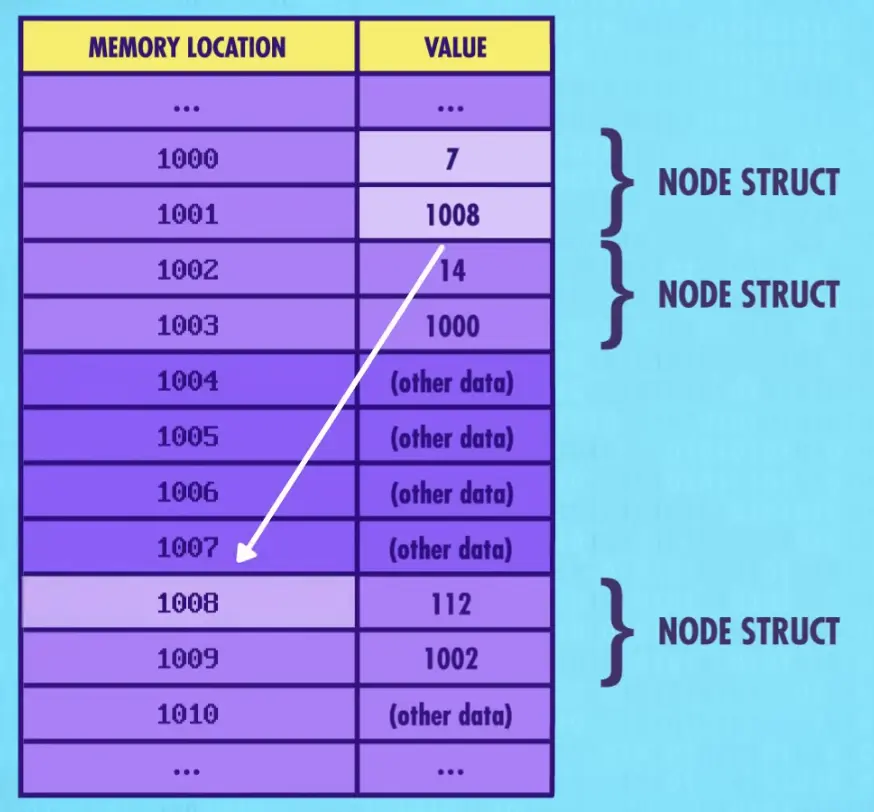 MEMORY LOCATION VALUE
... ...
1000 7
1001 1008
NODE STRUCT
1002 14
1003 1000
NODE STRUCT
1004 (other data)
1005 (other data)
1006 (other data)
1007 (other data)
1008 112
1009 1002
NODE STRUCT
1010 (other data)
... ...